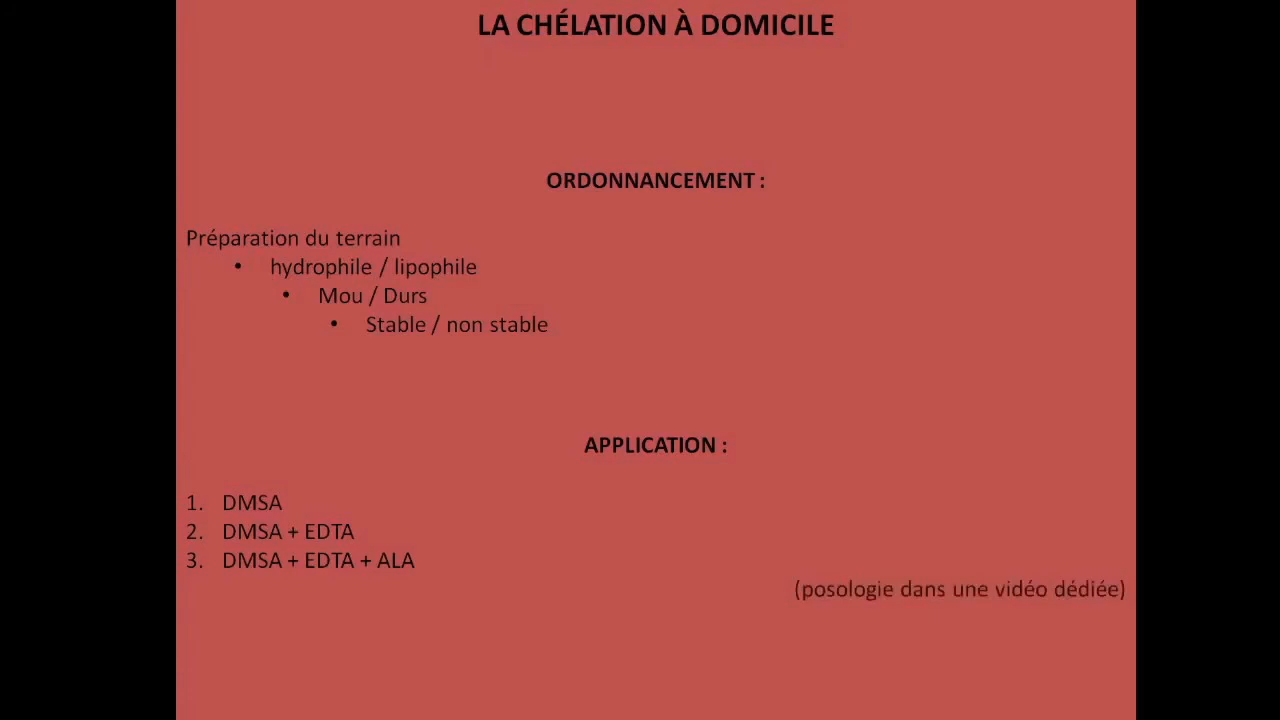 LA CHÉLATION À DOMICILE
ORDONNANCEMENT :
Préparation du terrain
• hydrophile / lipophile
• Mou / Durs
• Stable / non stable
APPLICATION :
1. DMSA
2. DMSA + EDTA
3. DMSA + EDTA + ALA
(posologie dans une vidéo dédiée)